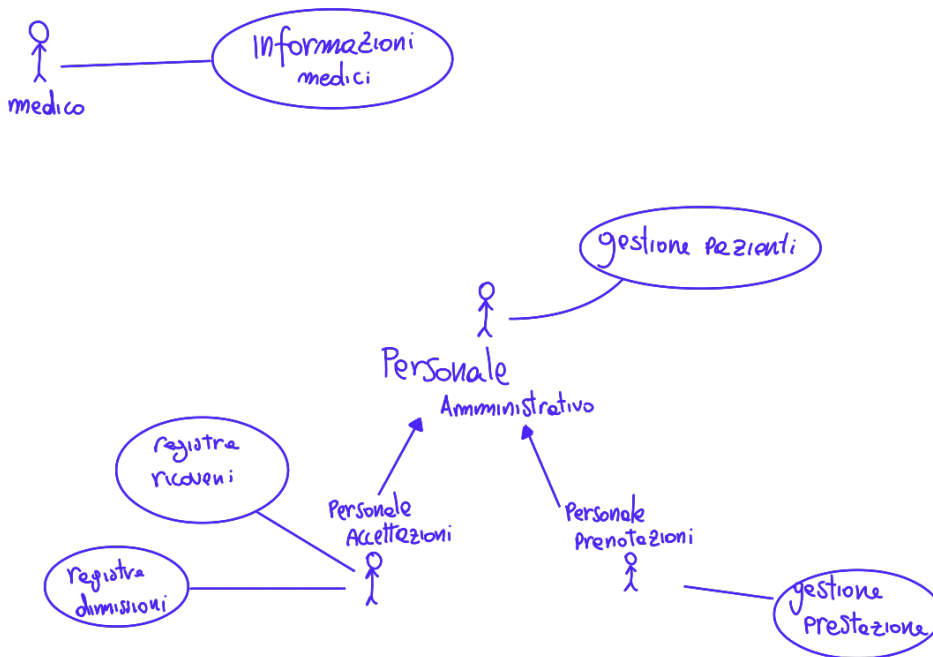 Informazioni
medici
medico
gestione pazienti
Personale
Amministrativo
registra
ricoveri
Personale
Accettazioni
Personale
Prenotazioni
registra
dimissioni
gestione
prestazione